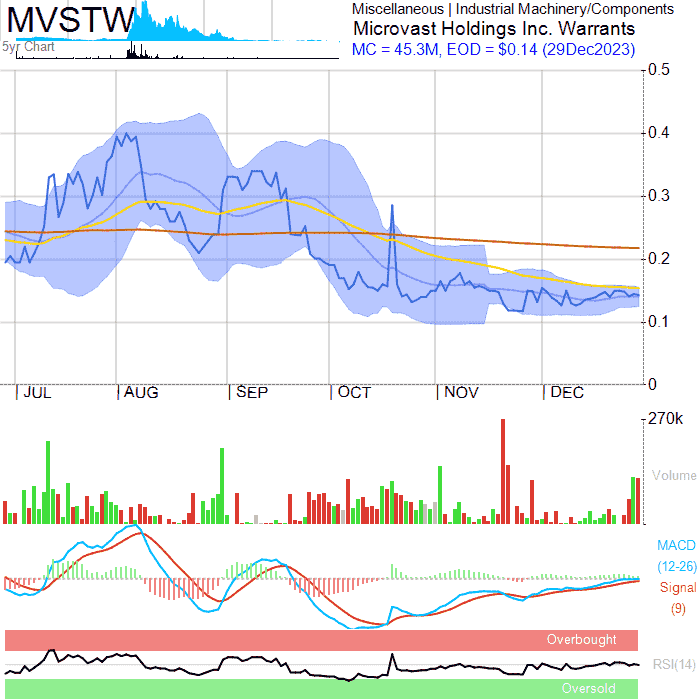 MVSTW
5yr Chart
Miscellaneous | Industrial Machinery/Components
Microvast Holdings Inc. Warrants
MC = 45.3M, EOD = $0.14 (29Dec2023)
0.5
0.4
0.3
0.2
0.1
0
JUL AUG SEP OCT NOV DEC
270k
Volume
MACD
(12-26)
Signal
(9)
Overbought
RSI(14)
Oversold